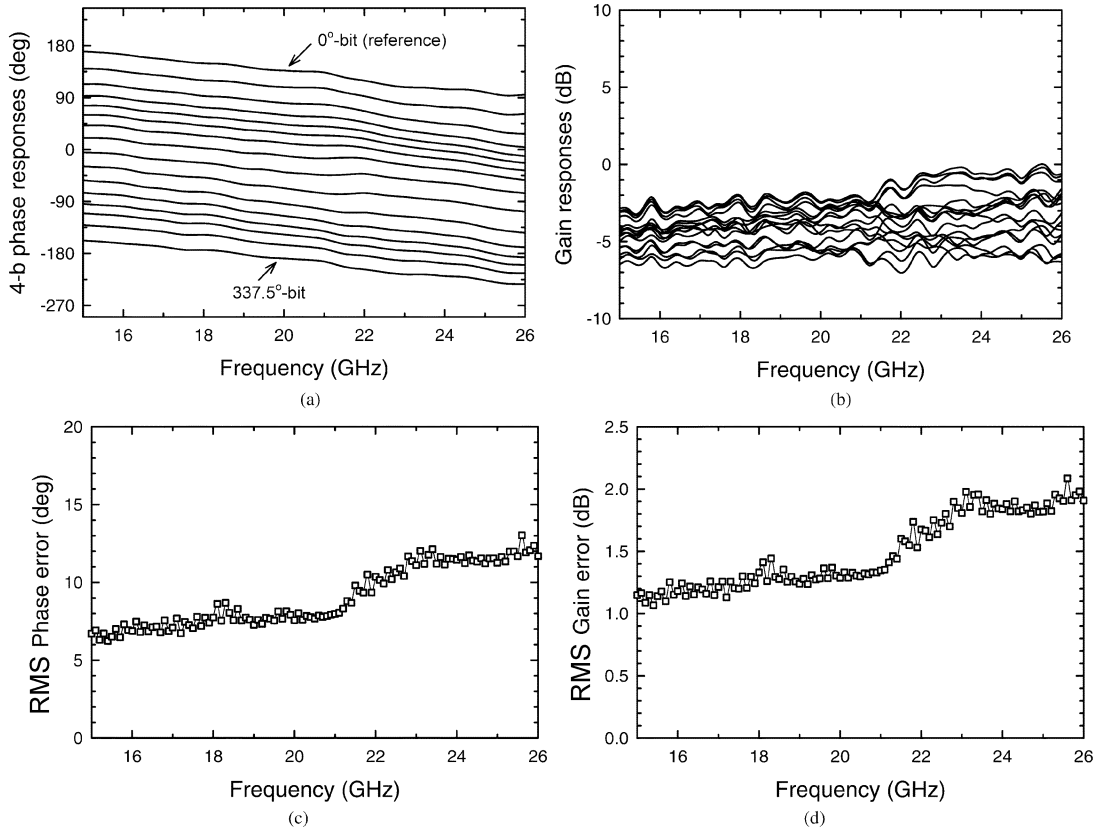 4-b phase responses (deg)
180
90
0
-90
-180
-270
0°-bit (reference)
337.5°-bit
16 18 20 22 24 26
Frequency (GHz)
(a)
Gain responses (dB)
10
5
0
-5
-10
16 18 20 22 24 26
Frequency (GHz)
(b)
RMS Phase error (deg)
20
15
10
5
0
16 18 20 22 24 26
Frequency (GHz)
(c)
RMS Gain error (dB)
2.5
2.0
1.5
1.0
0.5
0.0
16 18 20 22 24 26
Frequency (GHz)
(d)